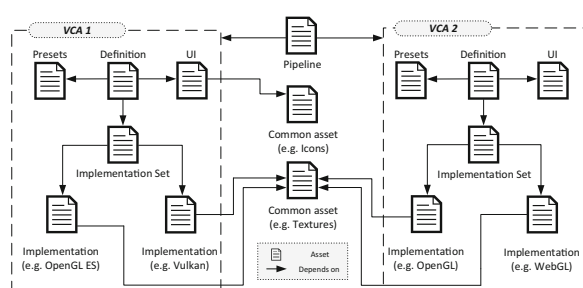 VCA 1
VCA 2
Presets
Definition
UI
Pipeline
Presets
Definition
UI
Common asset
(e.g. Icons)
Implementation Set
Implementation Set
Common asset
(e.g. Textures)
Implementation
(e.g. OpenGL ES)
Implementation
(e.g. Vulkan)
Asset
Depends on
Implementation
(e.g. OpenGL)
Implementation
(e.g. WebGL)